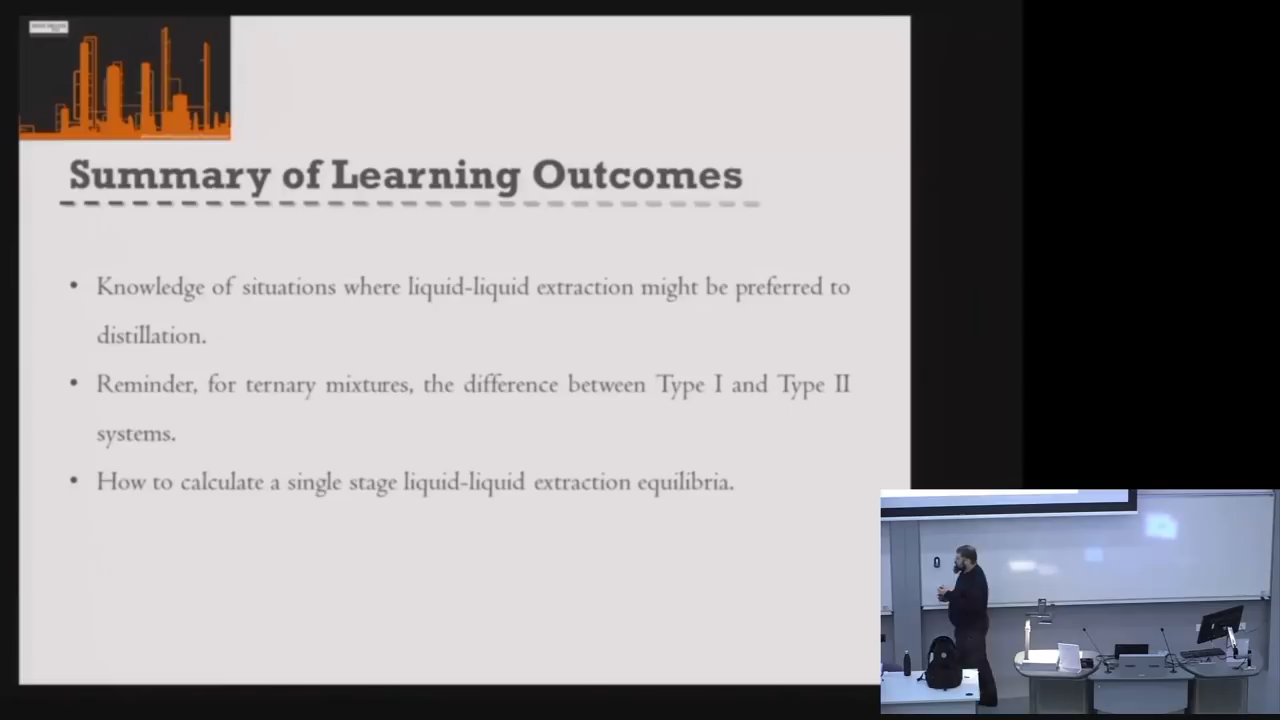 Summary of Learning Outcomes
• Knowledge of situations where liquid-liquid extraction might be preferred to
distillation.
• Reminder, for ternary mixtures, the difference between Type I and Type II
systems.
• How to calculate a single stage liquid-liquid extraction equilibria.